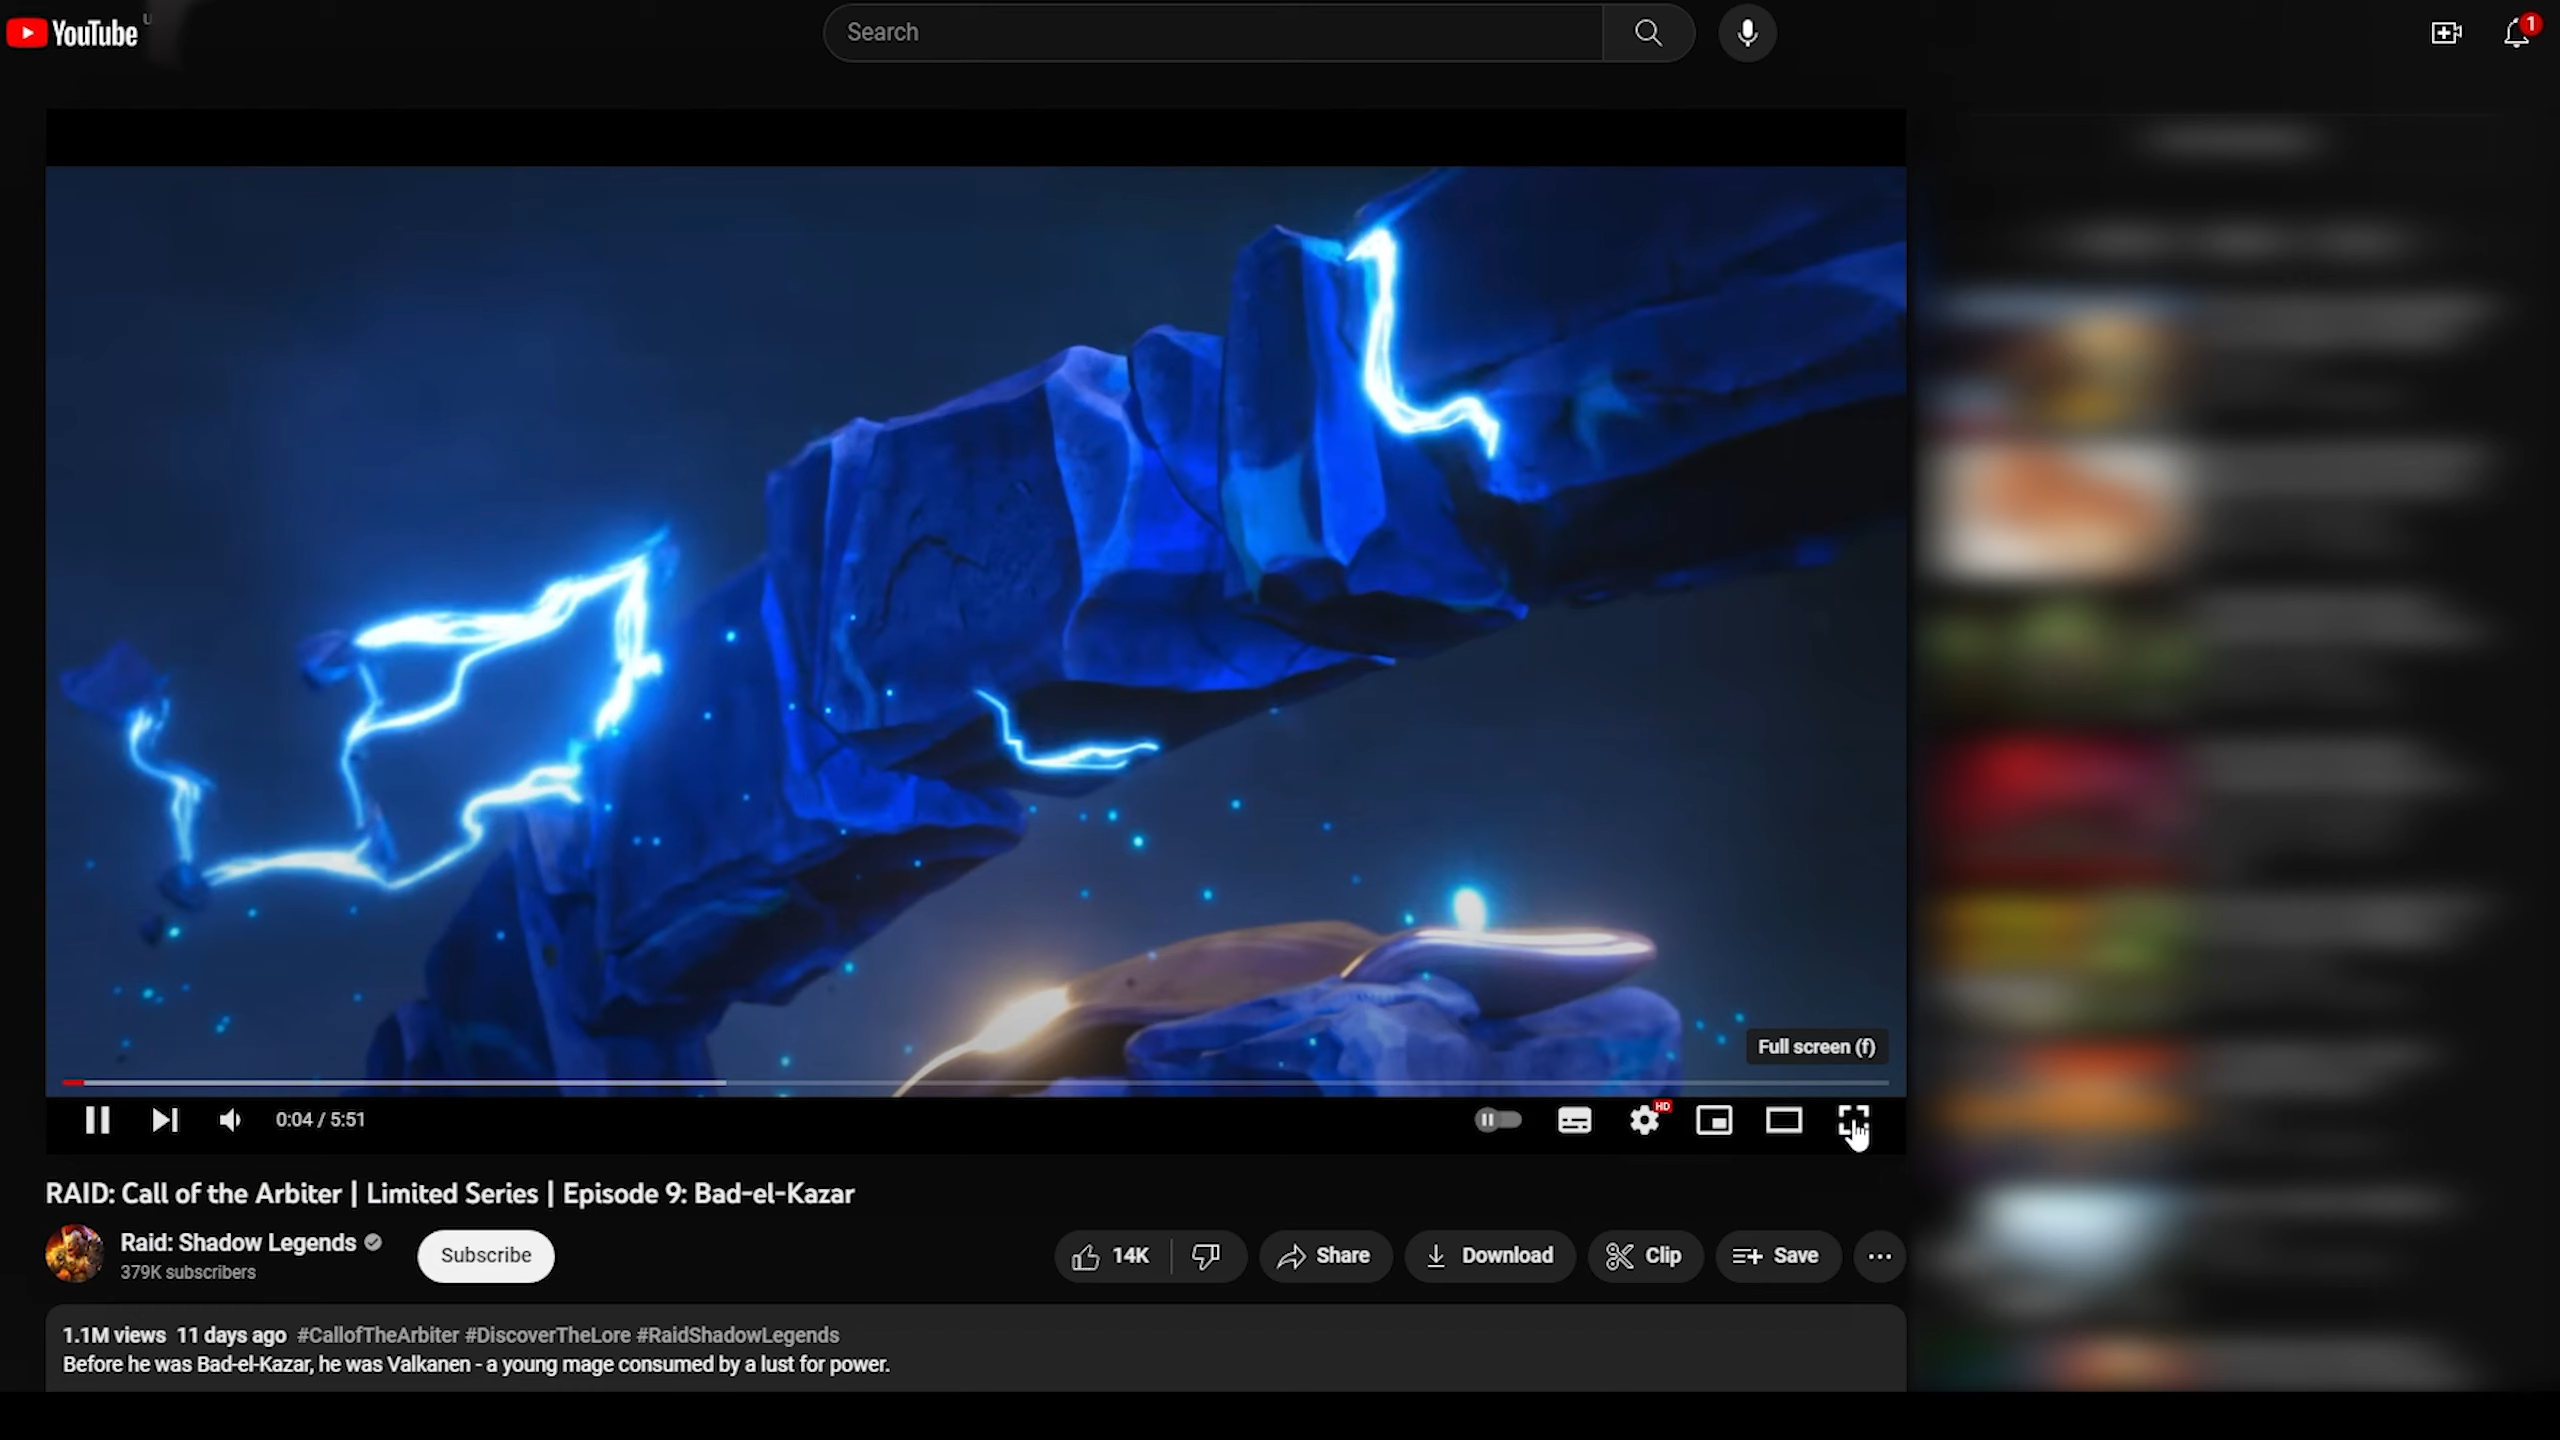 YouTube
Search
1
Full screen (f)
0:04 / 5:51
HD
RAID: Call of the Arbiter | Limited Series | Episode 9: Bad-el-Kazar
Raid: Shadow Legends
379K subscribers
Subscribe
14K
Share
Download
Clip
Save
1.1M views 11 days ago #CallofTheArbiter #DiscoverTheLore #RaidShadowLegends
Before he was Bad-el-Kazar, he was Valkanen - a young mage consumed by a lust for power.